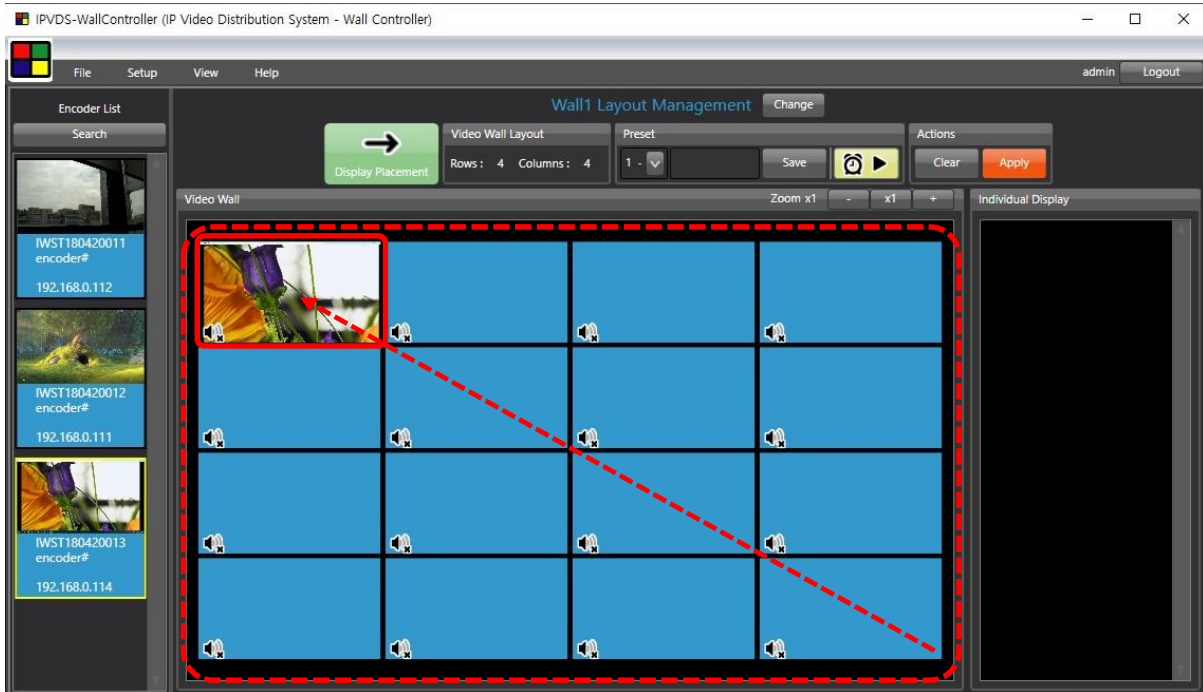 IPVDS-WallController (IP Video Distribution System - Wall Controller)
File Setup View Help
admin Logout
Encoder List
Search
Wall1 Layout Management Change
Display Placement
Video Wall Layout
Rows : 4 Columns : 4
Preset
1 -
Save
Actions
Clear Apply
Video Wall
Zoom x1 - x1 +
Individual Display
IWST180420011
encoder#
192.168.0.112
IWST180420012
encoder#
192.168.0.111
IWST180420013
encoder#
192.168.0.114